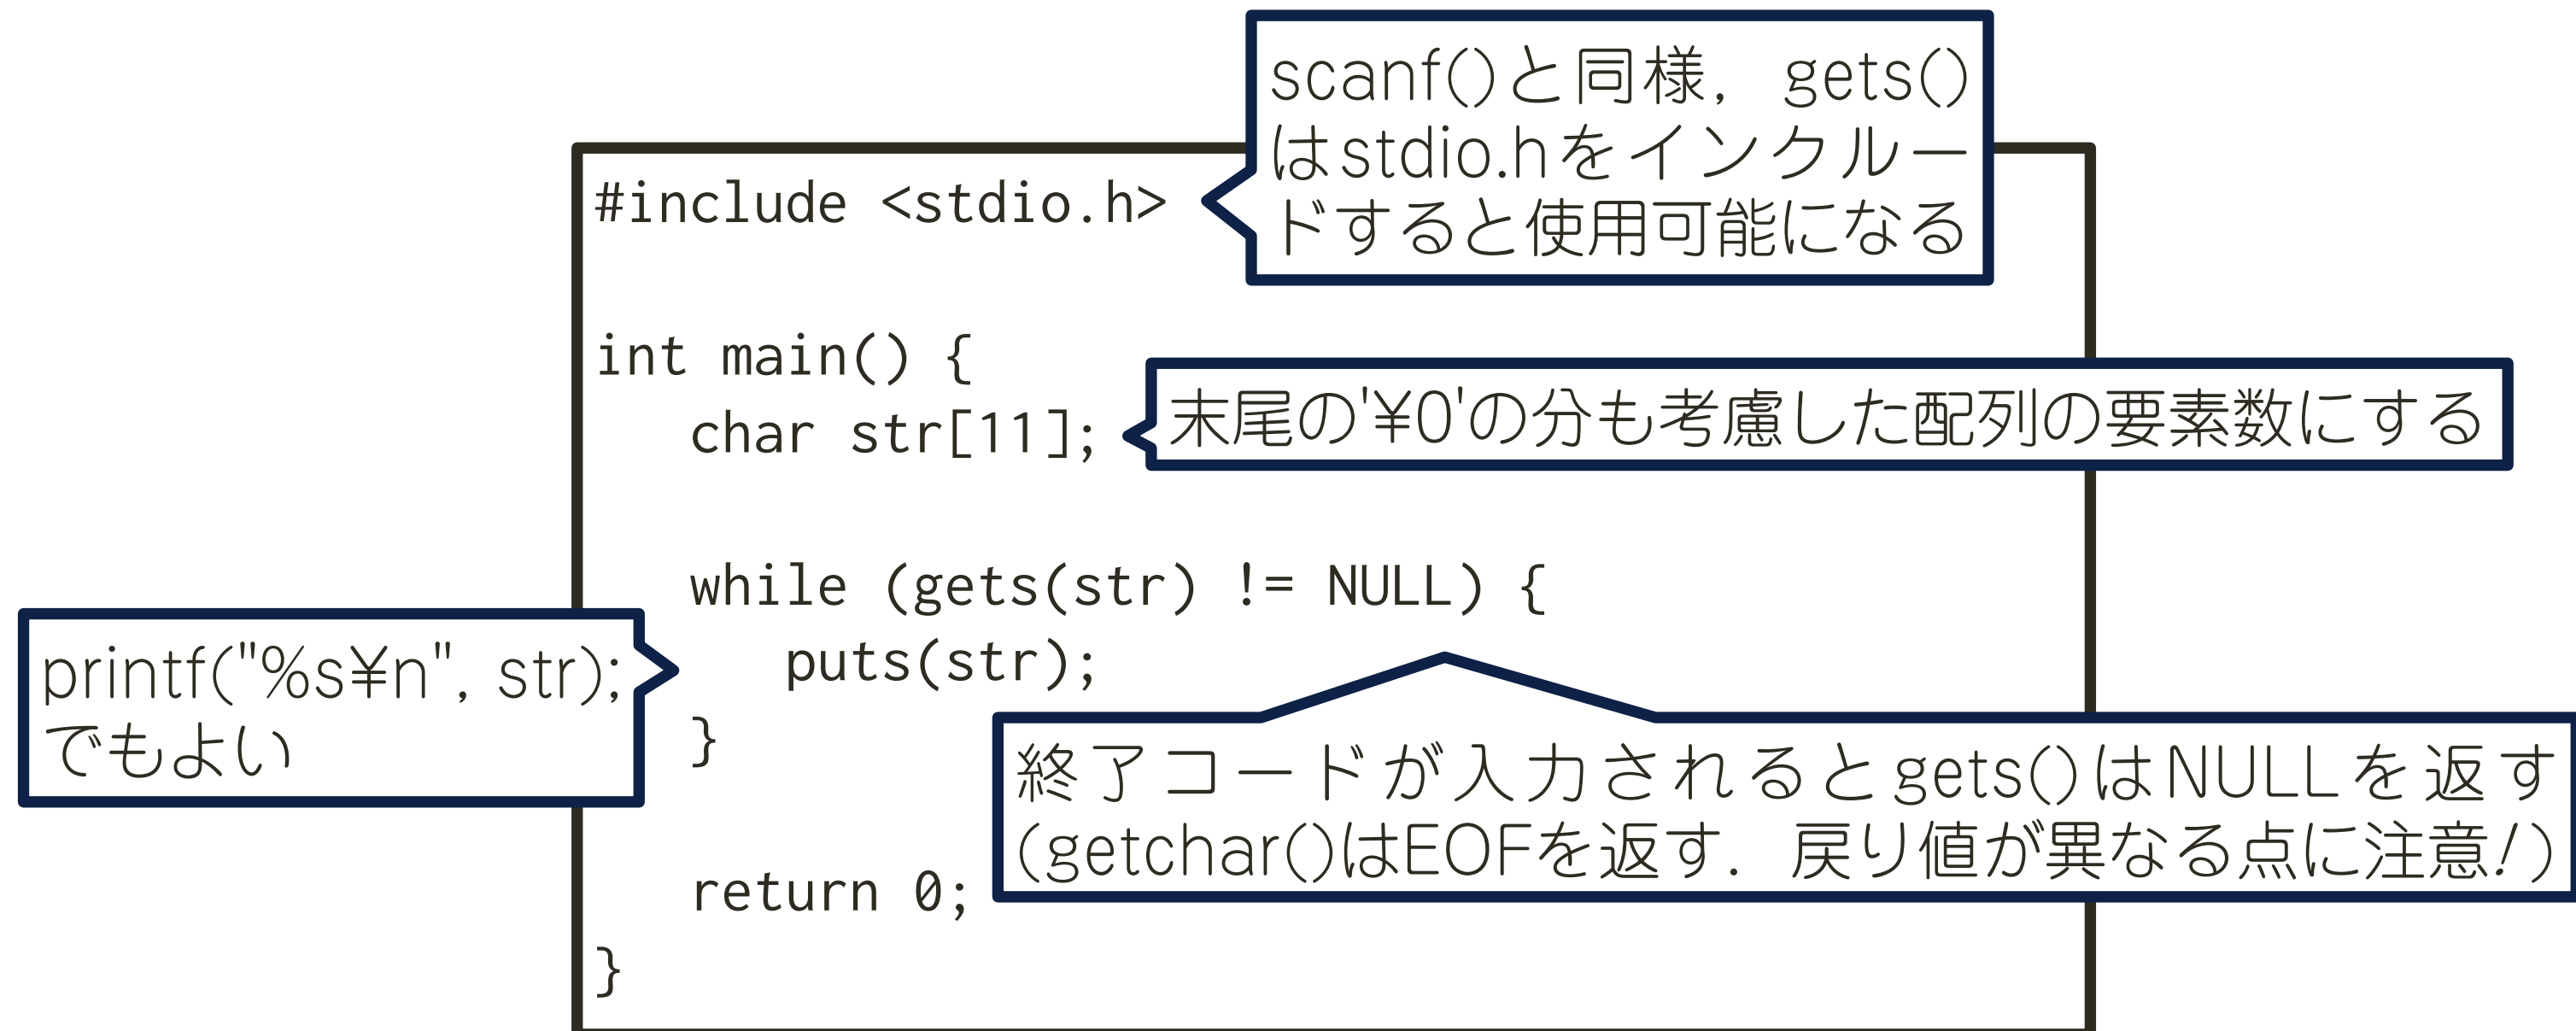 scanf()と同様，gets()
はstdio.hをインクルー
ドすると使用可能になる
#include <stdio.h>
int main() {
char str[11];
末尾の'¥0'の分も考慮した配列の要素数にする
while (gets(str) != NULL) {
puts(str);
printf("%s¥n", str);
でもよい
}
終了コードが入力されるとgets()はNULLを返す
(getchar()はEOFを返す．戻り値が異なる点に注意!)
return 0;
}